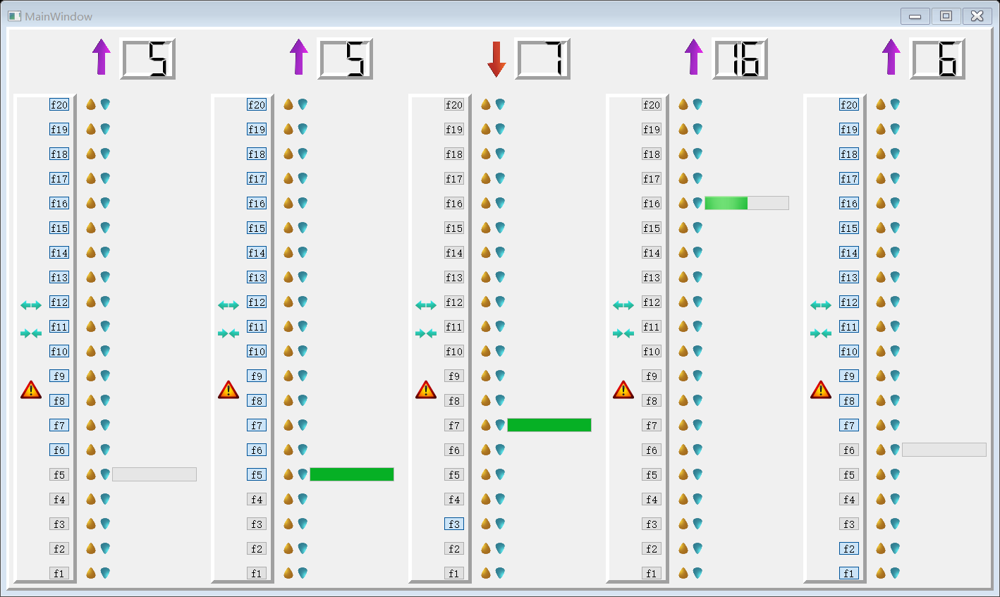 MainWindow
5 5 7 16 6
f20 f20 f20 f20 f20
f19 f19 f19 f19 f19
f18 f18 f18 f18 f18
f17 f17 f17 f17 f17
f16 f16 f16 f16 f16
f15 f15 f15 f15 f15
f14 f14 f14 f14 f14
f13 f13 f13 f13 f13
f12 f12 f12 f12 f12
f11 f11 f11 f11 f11
f10 f10 f10 f10 f10
f9 f9 f9 f9 f9
f8 f8 f8 f8 f8
f7 f7 f7 f7 f7
f6 f6 f6 f6 f6
f5 f5 f5 f5 f5
f4 f4 f4 f4 f4
f3 f3 f3 f3 f3
f2 f2 f2 f2 f2
f1 f1 f1 f1 f1